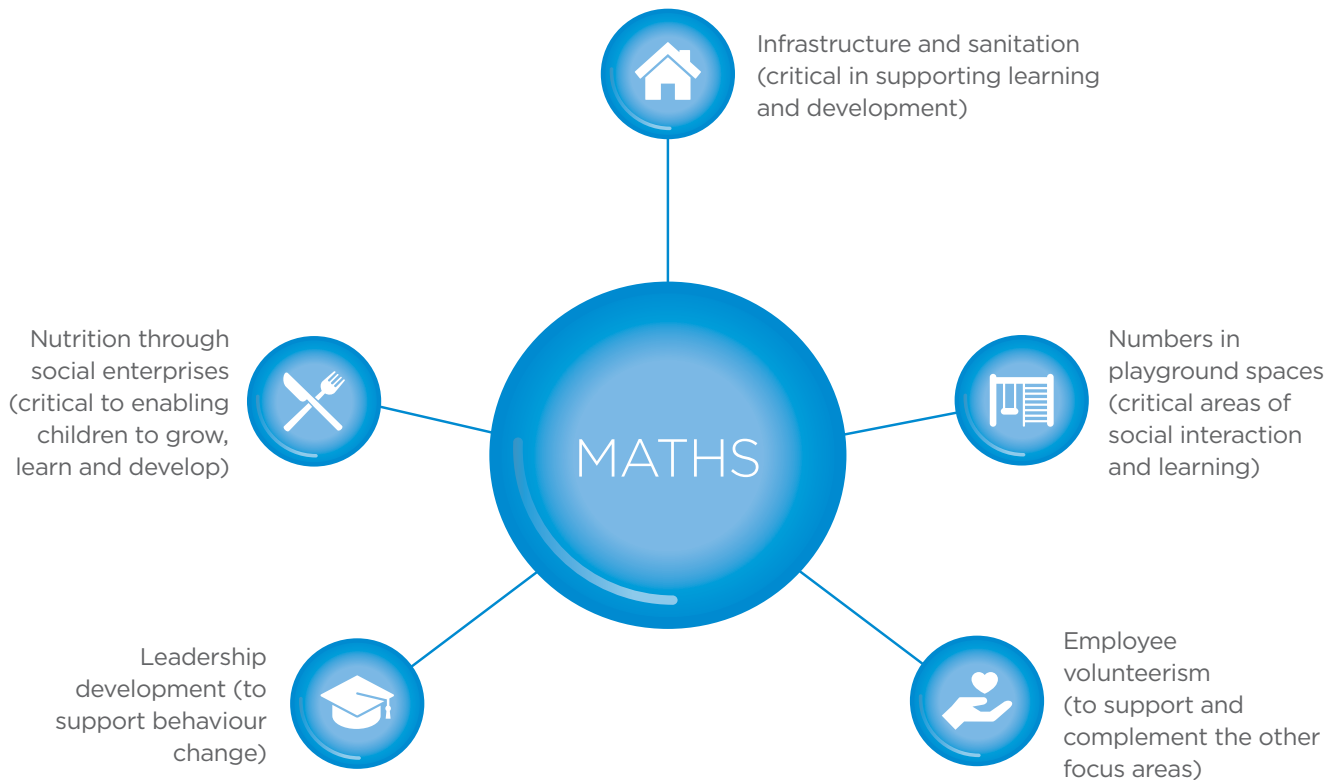 Infrastructure and sanitation
(critical in supporting learning
and development)
Nutrition through
social enterprises
(critical to enabling
children to grow,
learn and develop)
MATHS
Numbers in
playground spaces
(critical areas of
social interaction
and learning)
Leadership
development (to
support behaviour
change)
Employee
volunteerism
(to support and
complement the other
focus areas)